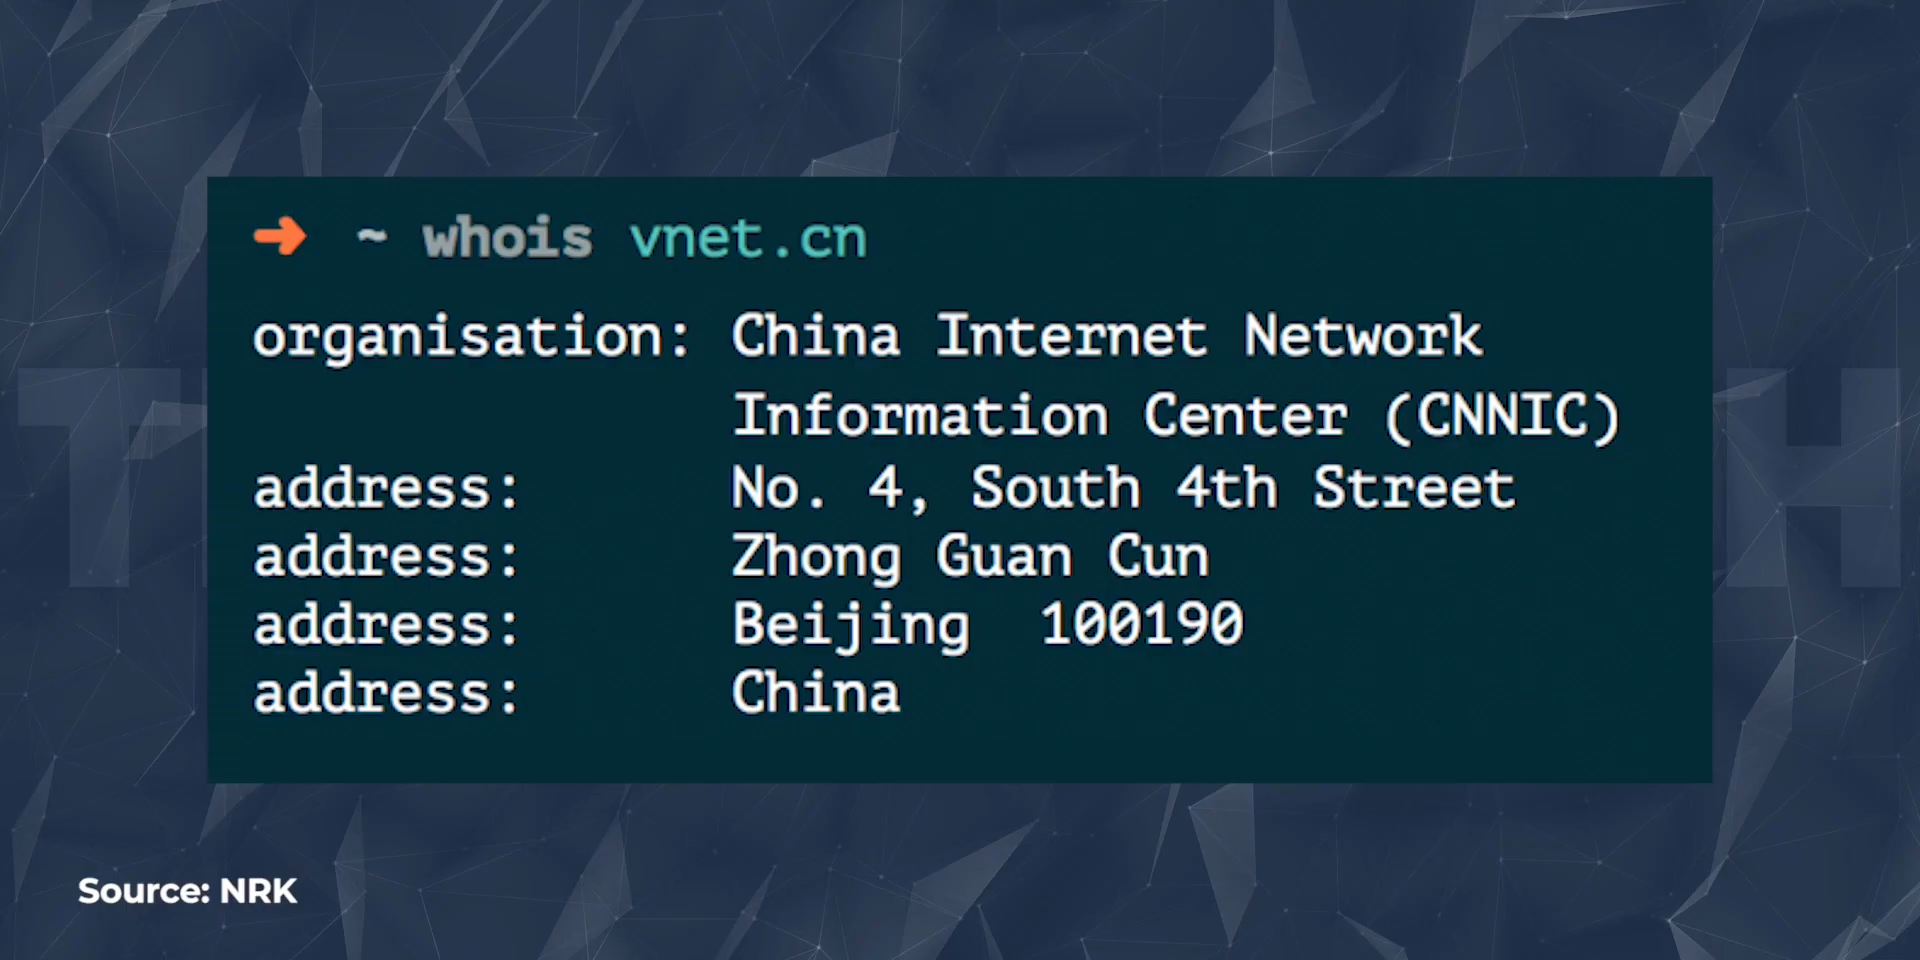 ➜ ~ whois vnet.cn
organisation: China Internet Network
Information Center (CNNIC)
address: No. 4, South 4th Street
address: Zhong Guan Cun
address: Beijing 100190
address: China
T H
Source: NRK